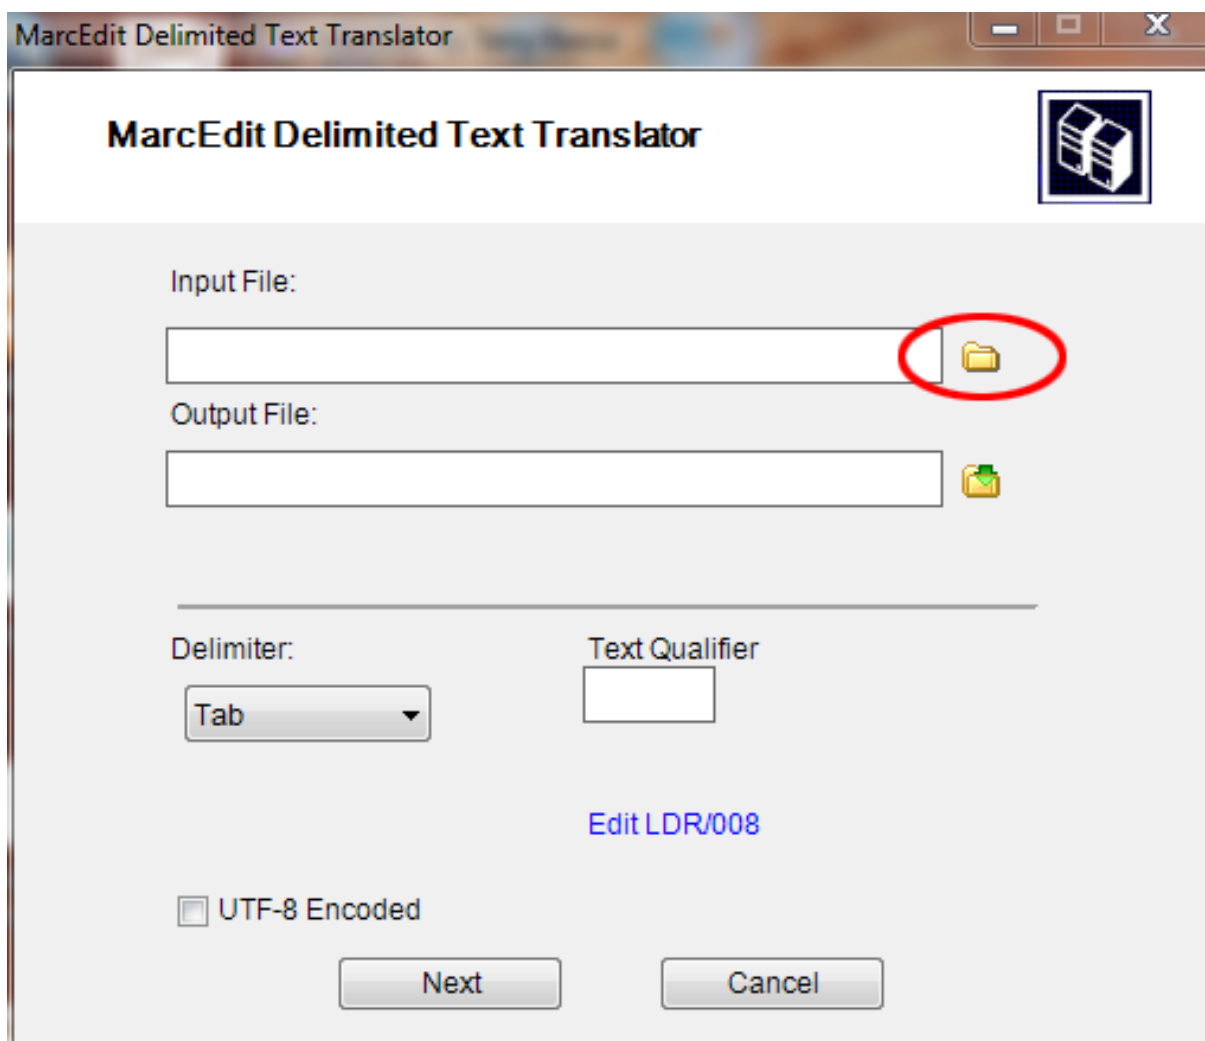 MarcEdit Delimited Text Translator
MarcEdit Delimited Text Translator
Input File:
Output File:
Delimiter:
Text Qualifier
Tab
Edit LDR/008
UTF-8 Encoded
Next
Cancel